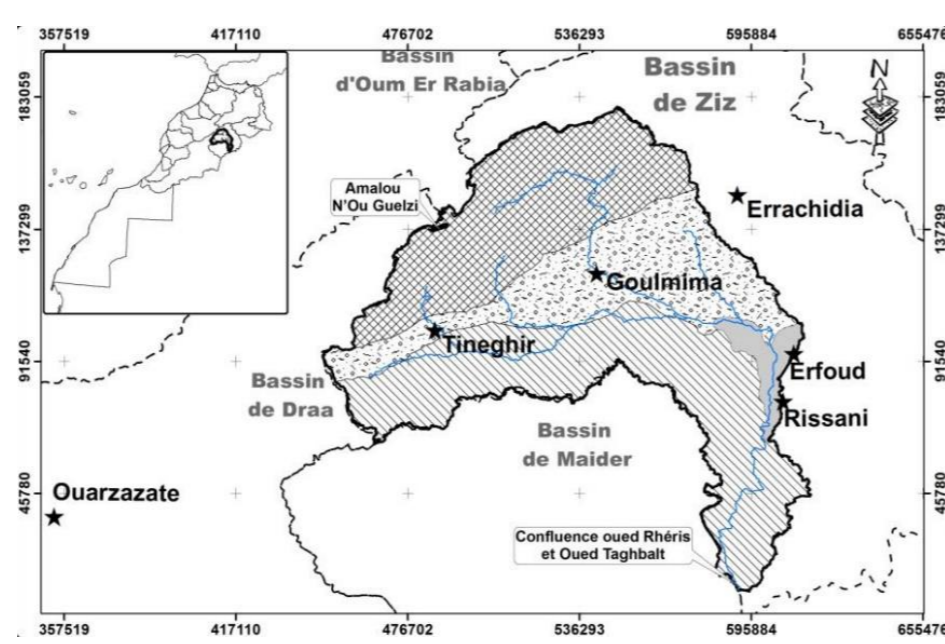 357519 417110 476702 536293 595884 655476
183059 183059
137299 137299
91540 91540
45780 45780
N
Bassin
d'Oum Er Rabia
Bassin
de Ziz
Amalou
N'Ou Guelzi
Errachidia
Goulmima
Tineghir
Erfoud
Rissani
Bassin
de Draa
Bassin
de Maider
Ouarzazate
Confluence oued Rhéris
et Oued Taghbalt
357519 417110 476702 536293 595884 655476